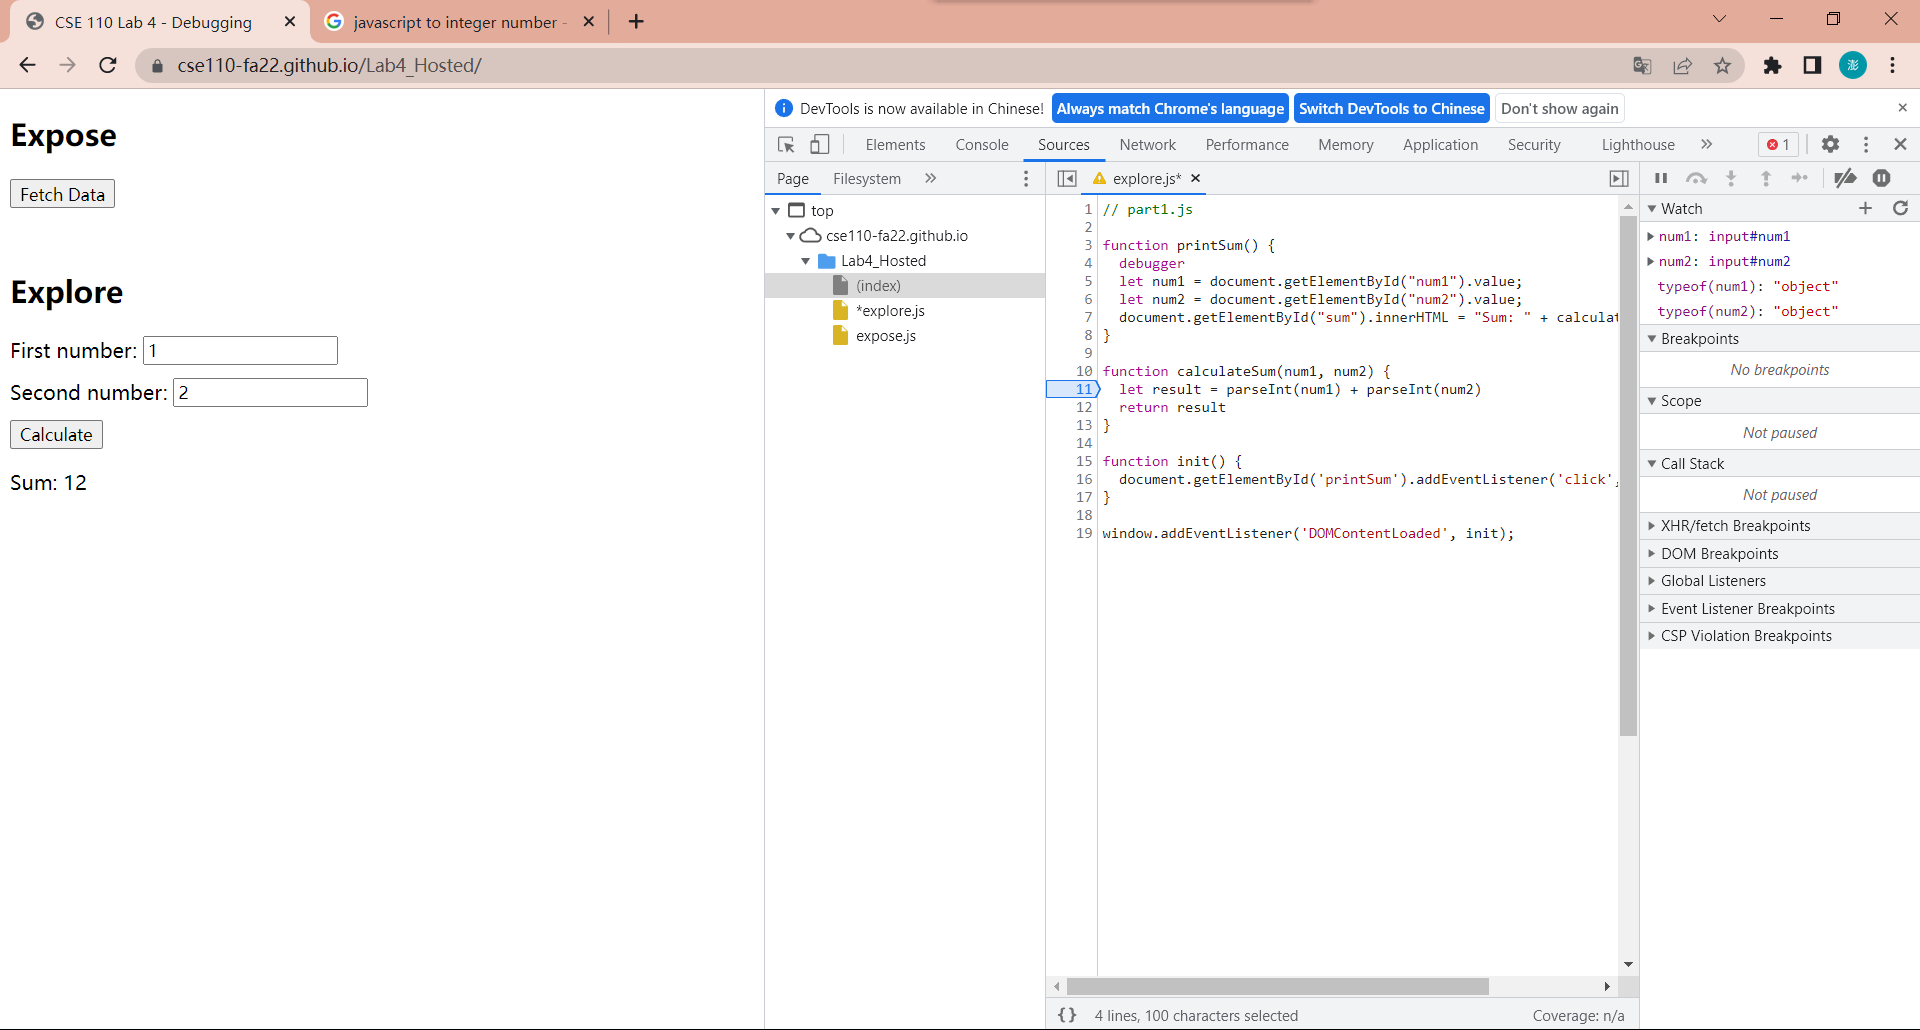 CSE 110 Lab 4 - Debugging
javascript to integer number -
cse110-fa22.github.io/Lab4_Hosted/
澎
Expose
Fetch Data
Explore
First number: 1
Second number: 2
Calculate
Sum: 12
DevTools is now available in Chinese! Always match Chrome's language Switch DevTools to Chinese Don't show again
Elements Console Sources Network Performance Memory Application Security Lighthouse 1
Page Filesystem
top
cse110-fa22.github.io
Lab4_Hosted
(index)
*explore.js
expose.js
explore.js*
1 // part1.js
2
3 function printSum() {
4 debugger
5 let num1 = document.getElementById("num1").value;
6 let num2 = document.getElementById("num2").value;
7 document.getElementById("sum").innerHTML = "Sum: " + calculat
8 }
9
10 function calculateSum(num1, num2) {
11 let result = parseInt(num1) + parseInt(num2)
12 return result
13 }
14
15 function init() {
16 document.getElementById('printSum').addEventListener('click',
17 }
18
19 window.addEventListener('DOMContentLoaded', init);
{} 4 lines, 100 characters selected Coverage: n/a
Watch
num1: input#num1
num2: input#num2
typeof(num1): "object"
typeof(num2): "object"
Breakpoints
No breakpoints
Scope
Not paused
Call Stack
Not paused
XHR/fetch Breakpoints
DOM Breakpoints
Global Listeners
Event Listener Breakpoints
CSP Violation Breakpoints